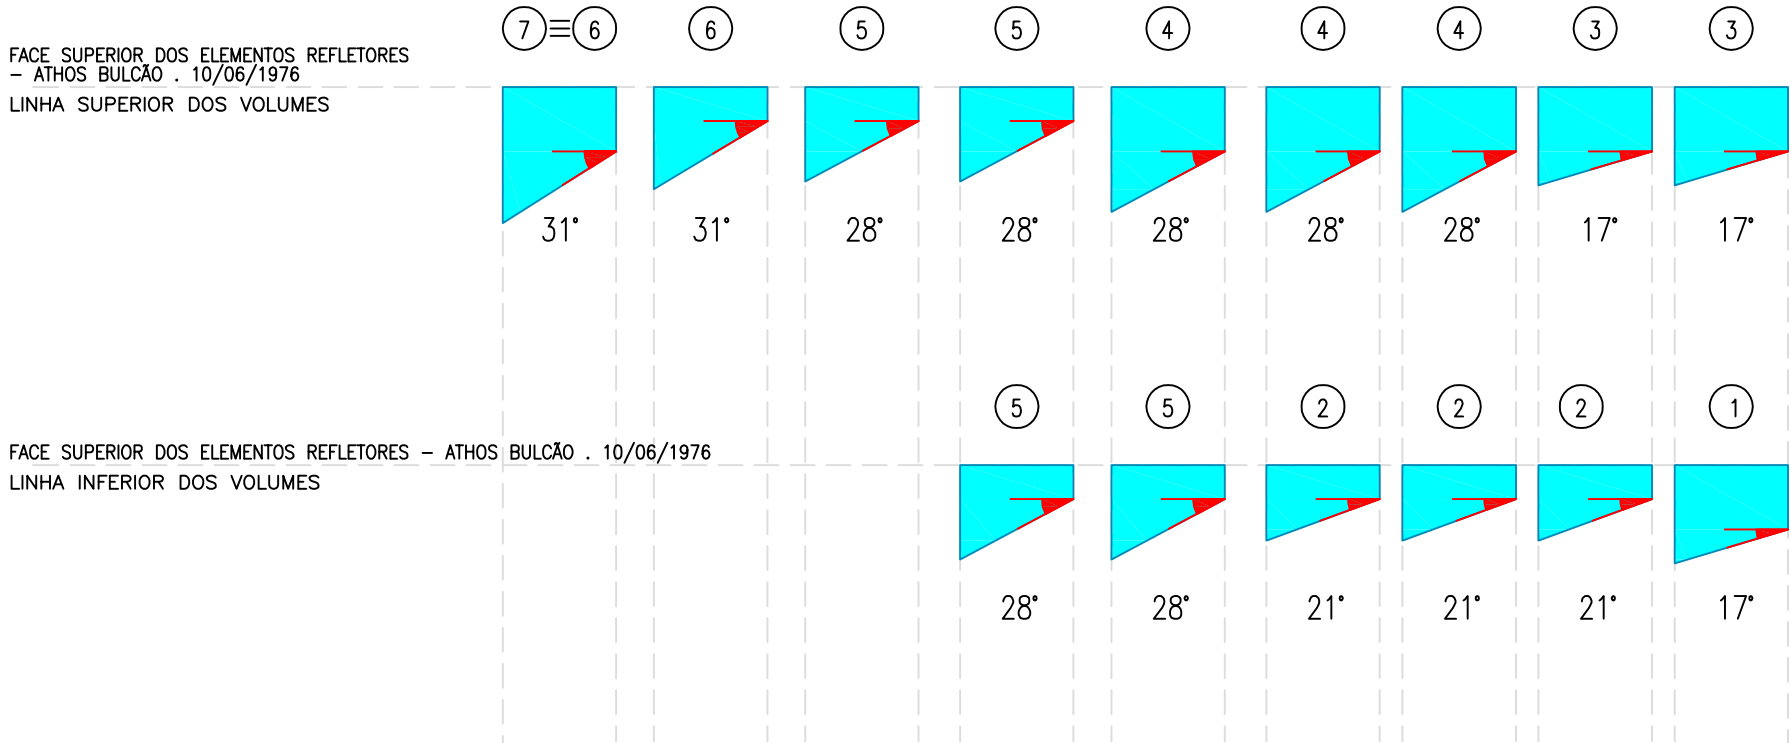 7 ≡ 6 6 5 5 4 4 4 3 3
FACE SUPERIOR DOS ELEMENTOS REFLETORES
– ATHOS BULCÃO . 10/06/1976
LINHA SUPERIOR DOS VOLUMES
31° 31° 28° 28° 28° 28° 28° 17° 17°
5 5 2 2 2 1
FACE SUPERIOR DOS ELEMENTOS REFLETORES – ATHOS BULCÃO . 10/06/1976
LINHA INFERIOR DOS VOLUMES
28° 28° 21° 21° 21° 17°